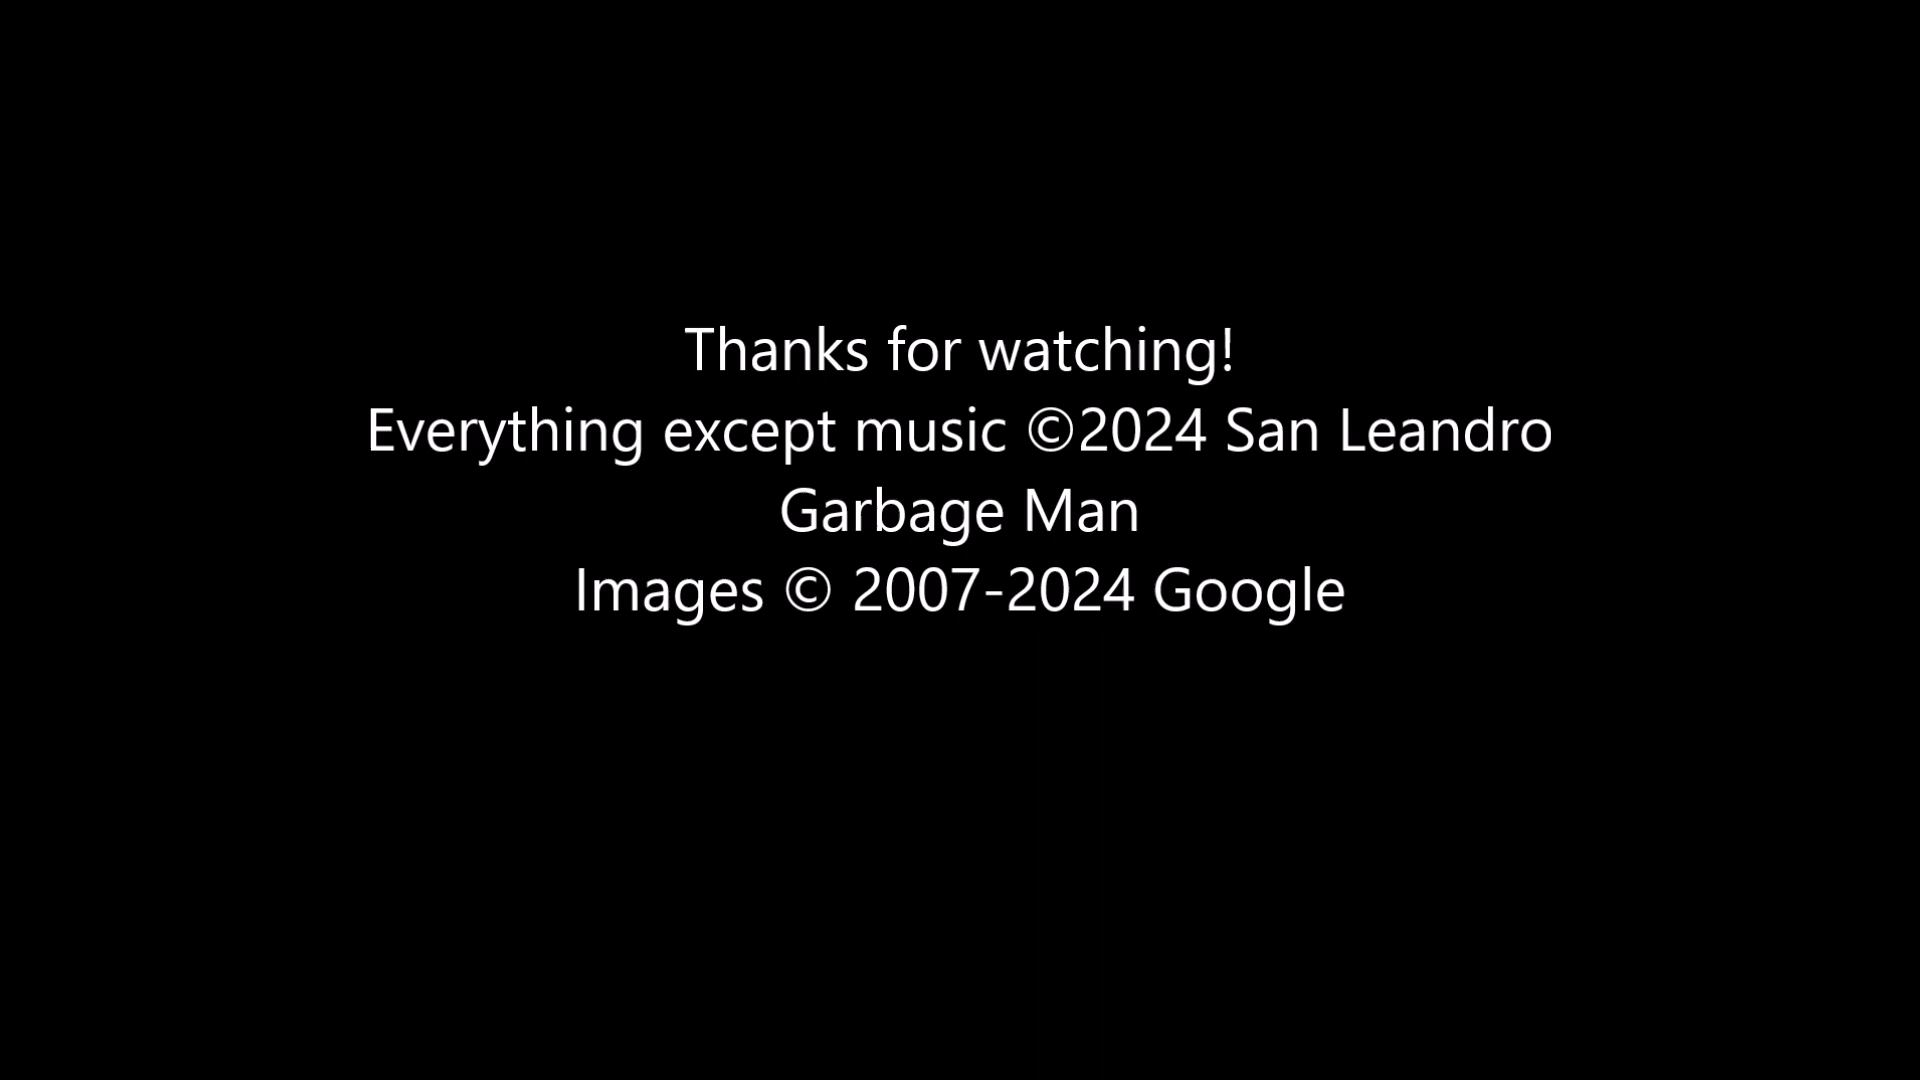 Thanks for watching!
Everything except music ©2024 San Leandro
Garbage Man
Images © 2007-2024 Google